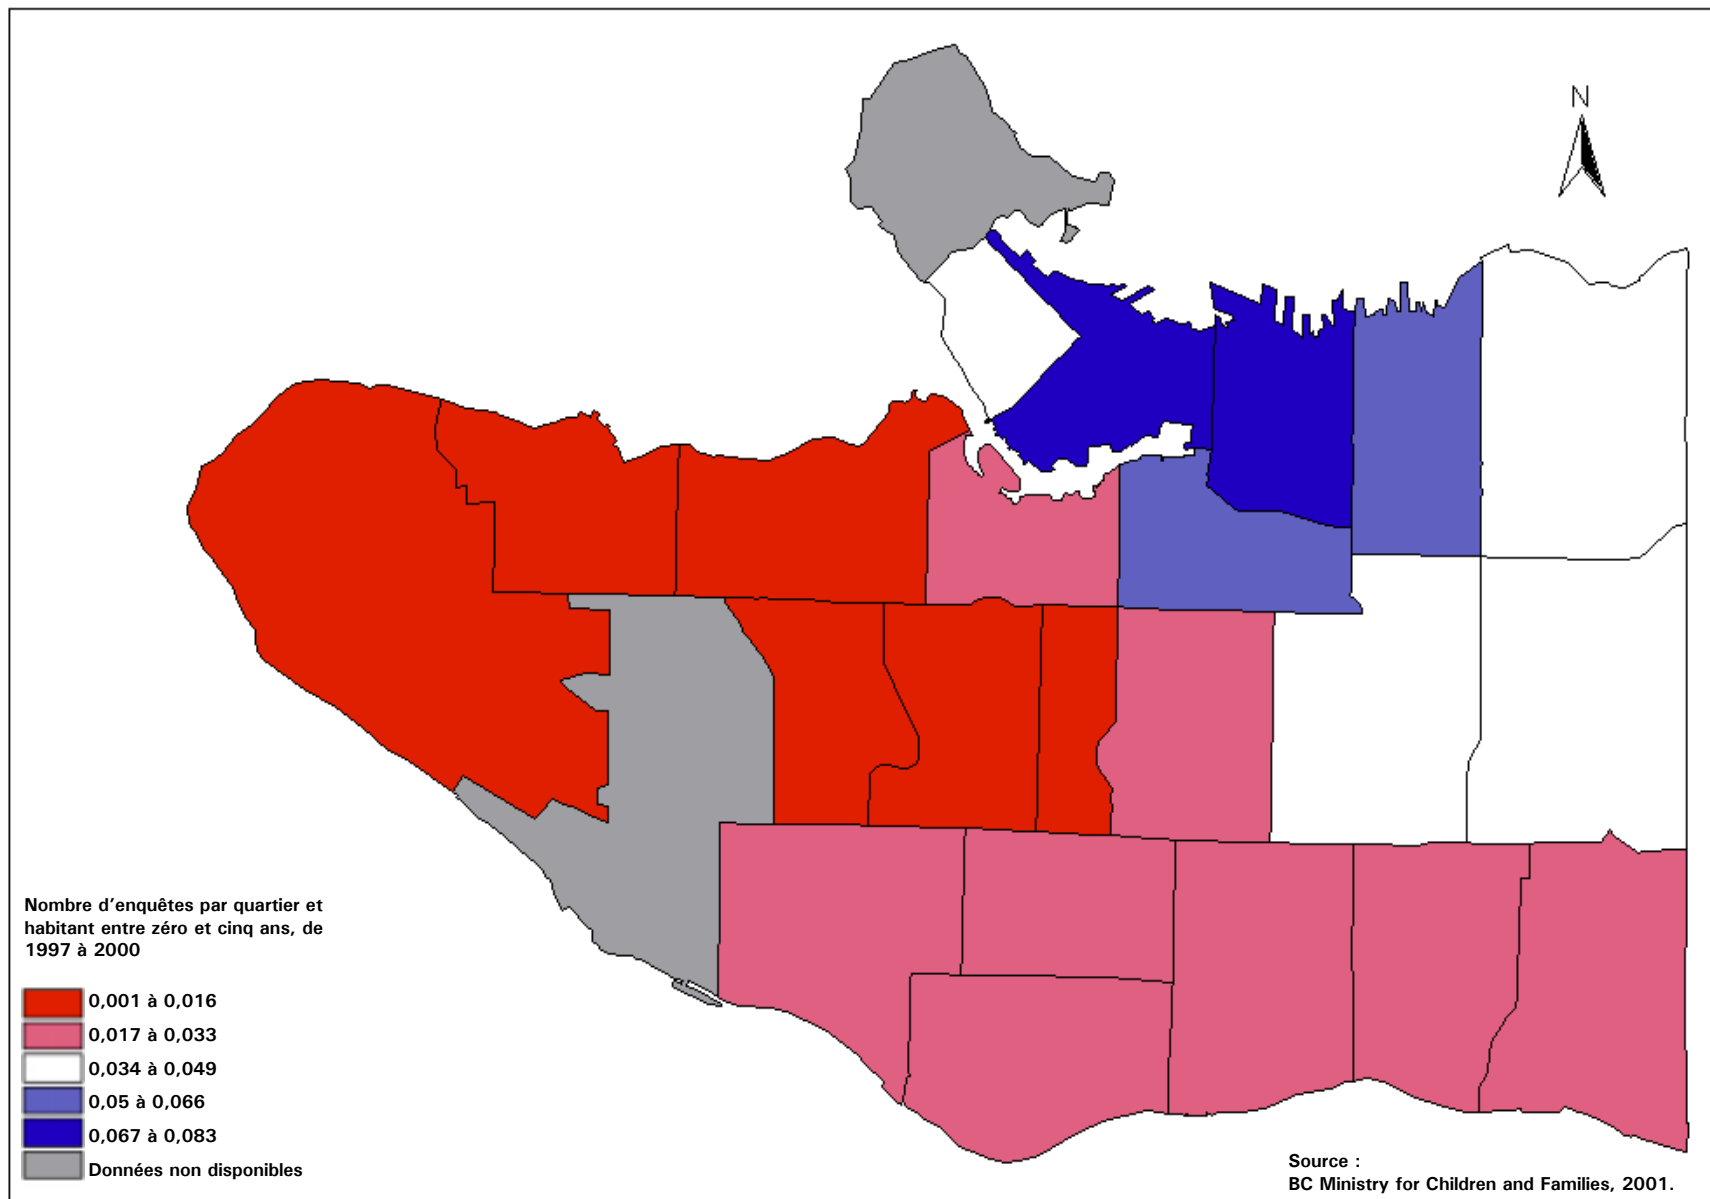 N
Nombre d'enquêtes par quartier et
habitant entre zéro et cinq ans, de
1997 à 2000
0,001 à 0,016
0,017 à 0,033
0,034 à 0,049
0,05 à 0,066
0,067 à 0,083
Données non disponibles
Source :
BC Ministry for Children and Families, 2001.